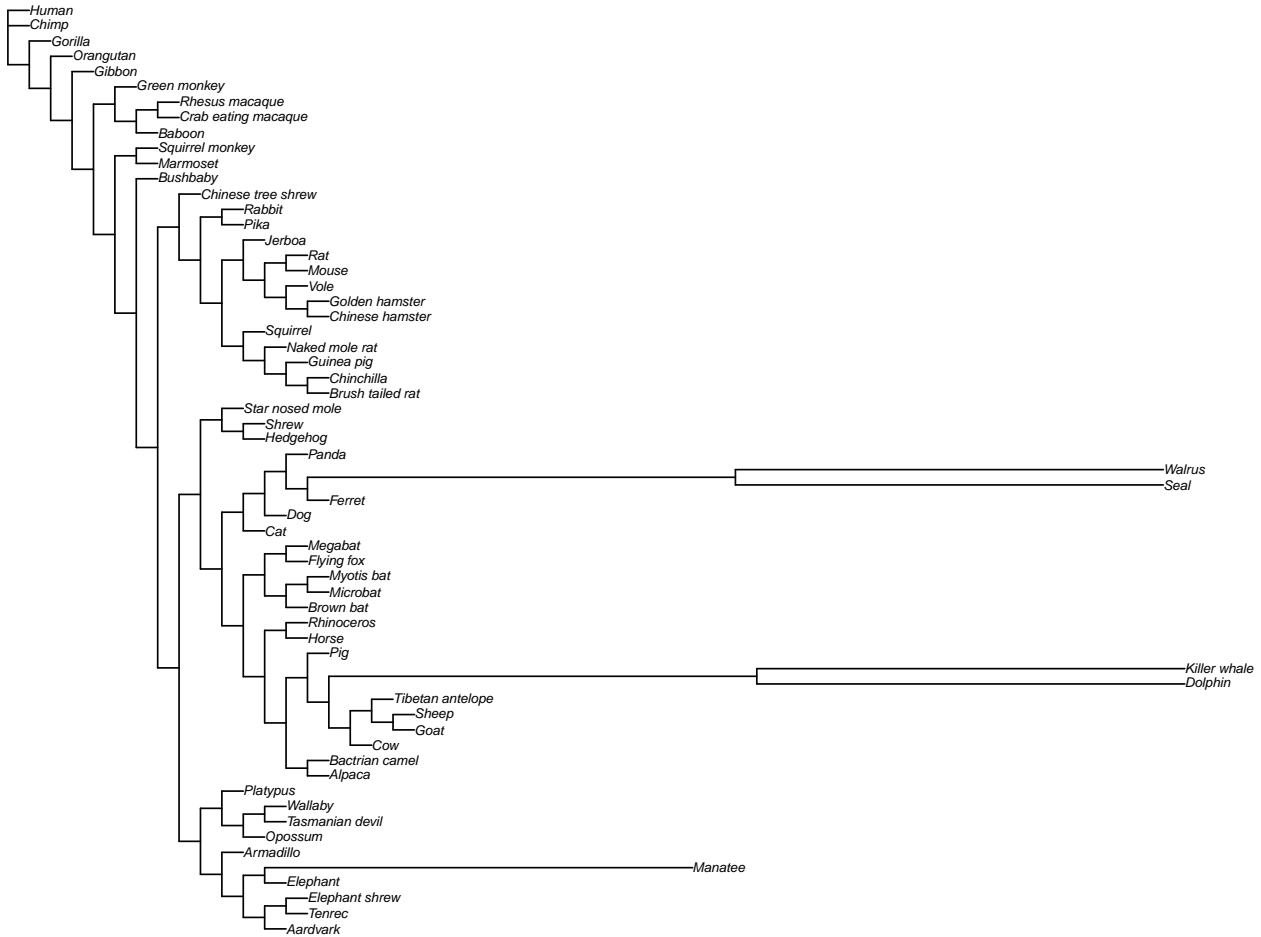 Human
Chimp
Gorilla
Orangutan
Gibbon
Green monkey
Rhesus macaque
Crab eating macaque
Baboon
Squirrel monkey
Marmoset
Bushbaby
Chinese tree shrew
Rabbit
Pika
Jerboa
Rat
Mouse
Vole
Golden hamster
Chinese hamster
Squirrel
Naked mole rat
Guinea pig
Chinchilla
Brush tailed rat
Star nosed mole
Shrew
Hedgehog
Panda
Walrus
Seal
Ferret
Dog
Cat
Megabat
Flying fox
Myotis bat
Microbat
Brown bat
Rhinoceros
Horse
Pig
Killer whale
Dolphin
Tibetan antelope
Sheep
Goat
Cow
Bactrian camel
Alpaca
Platypus
Wallaby
Tasmanian devil
Opossum
Armadillo
Manatee
Elephant
Elephant shrew
Tenrec
Aardvark